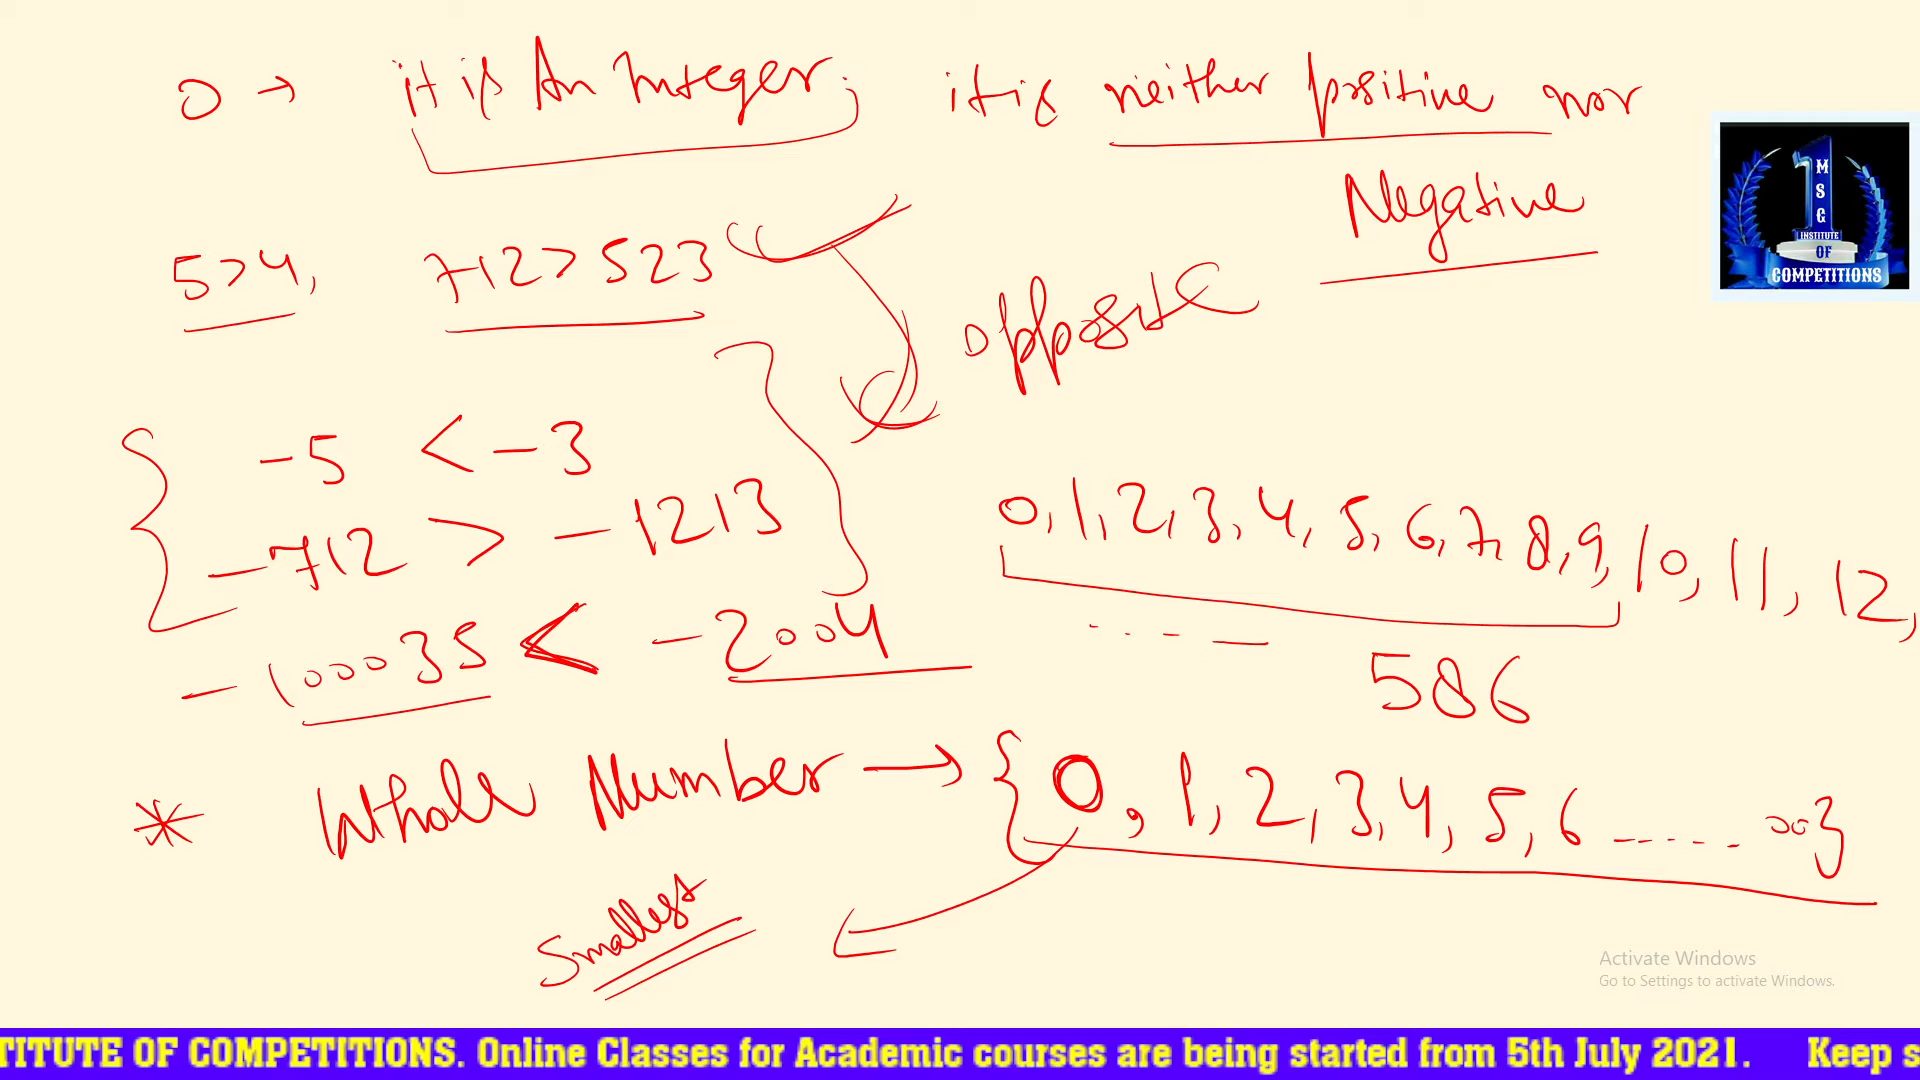 0 → it is An Integer; it is neither positive nor
Negative
5>4, 712>523
opposite
-5 < -3
-712 > -1213
-100035 < -2004
0,1,2,3,4,5,6,7,8,9,10,11,12,
....—
586
* Whole Number → {0,1,2,3,4,5,6.....∞}
Smallest
1
MSG
INSTITUTE
OF
COMPETITIONS
Activate Windows
Go to Settings to activate Windows.
TITUTE OF COMPETITIONS. Online Classes for Academic courses are being started from 5th July 2021. Keep s